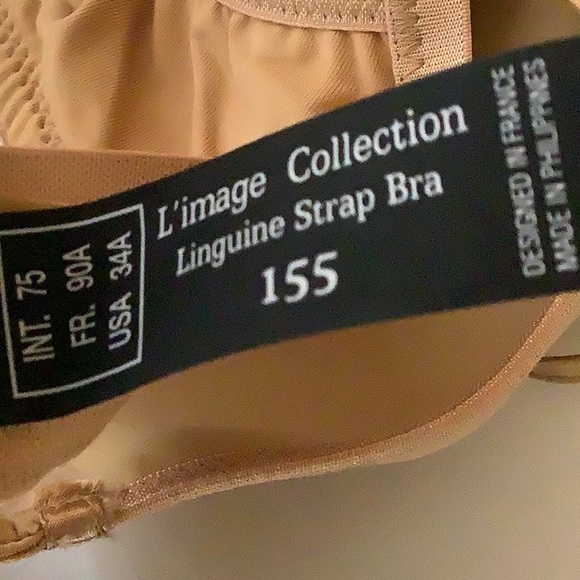 INT. 75
FR. 90A
USA 34A
L'image Collection
Linguine Strap Bra
155
DESIGNED IN FRANCE
MADE IN PHILIPPINES